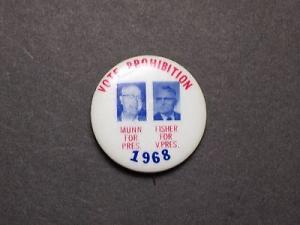 VOTE PROHIBITION
MUNN FISHER
FOR FOR
PRES. V.PRES.
1968